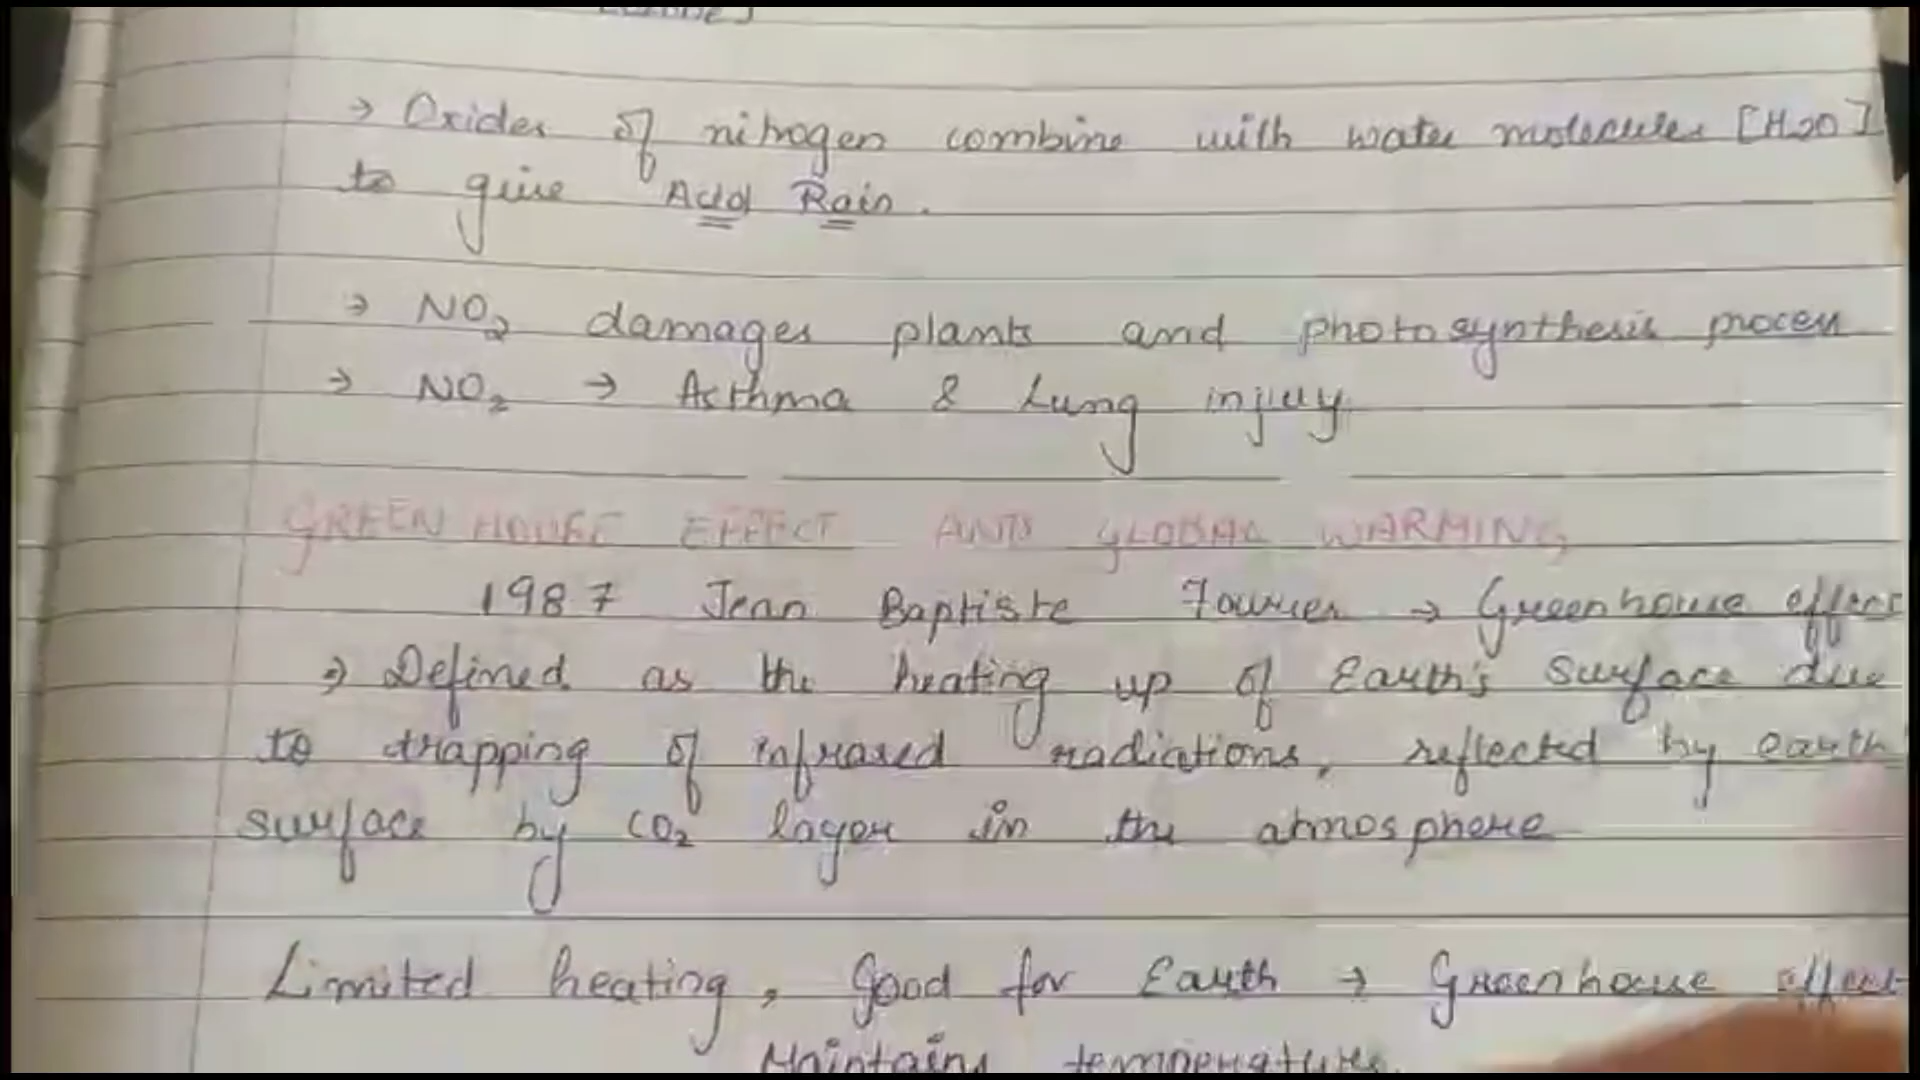 → Oxides of nitrogen combine with water molecules [H2O]
to give Acid Rain.
→ NO2 damages plants and photosynthesis process
→ NO2 → Asthma & Lung injury
GREEN HOUSE EFFECT AND GLOBAL WARMING
1987 Jean Baptiste Fourier → Greenhouse effect
→ Defined as the heating up of Earth's surface due
to trapping of infrared radiations, reflected by earth
surface by CO2 layer in the atmosphere
Limited heating, Good for Earth → Greenhouse effect
Maintains temperature